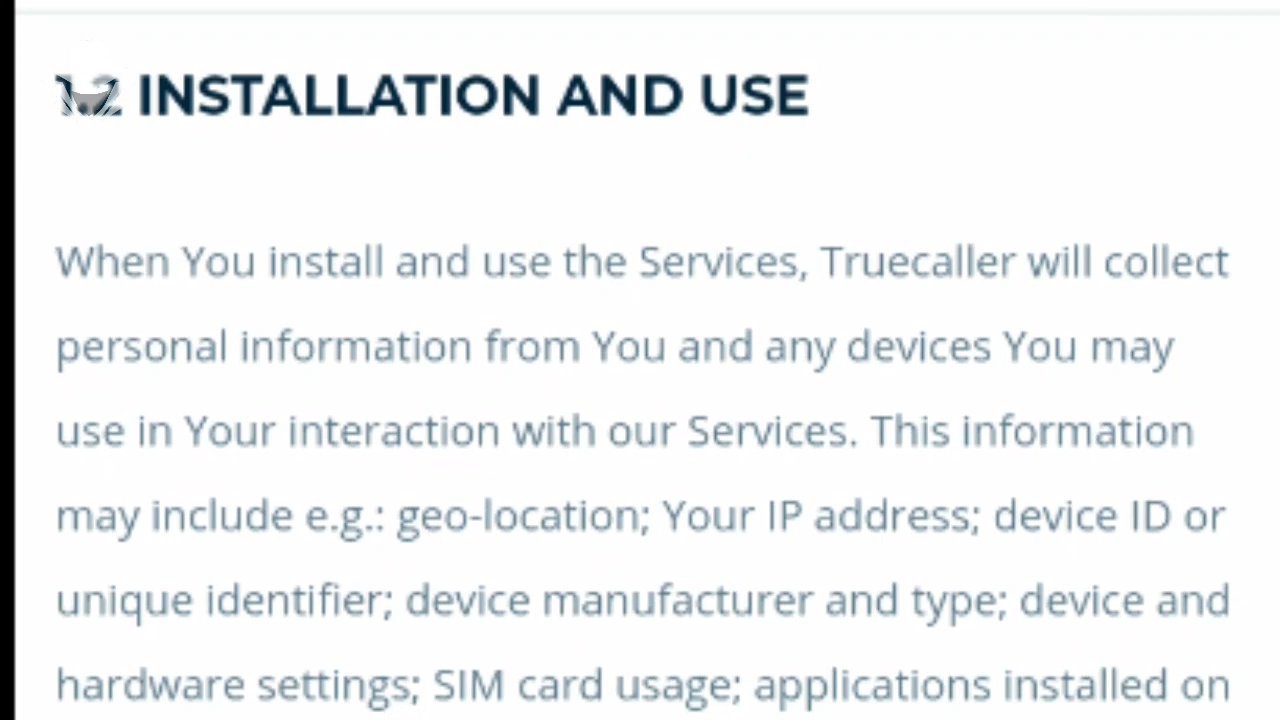 INSTALLATION AND USE
When You install and use the Services, Truecaller will collect
personal information from You and any devices You may
use in Your interaction with our Services. This information
may include e.g.: geo-location; Your IP address; device ID or
unique identifier; device manufacturer and type; device and
hardware settings; SIM card usage; applications installed on